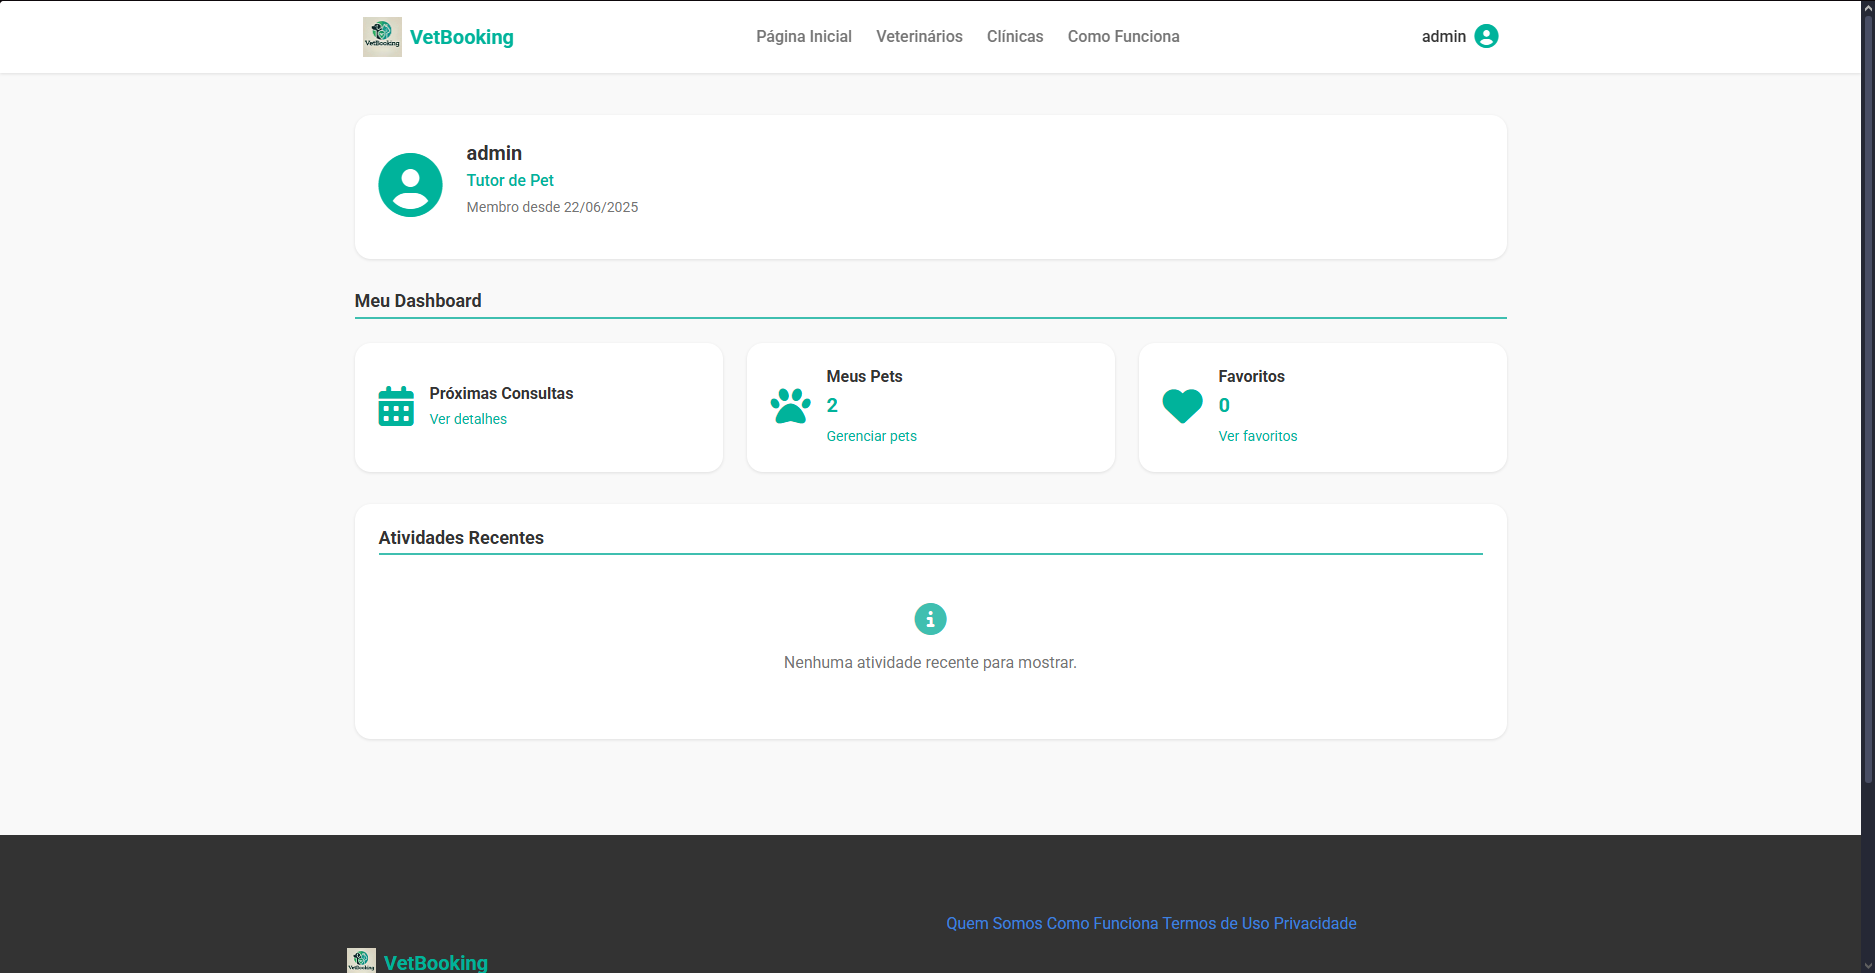 VetBooking VetBooking Página Inicial Veterinários Clínicas Como Funciona admin
admin
Tutor de Pet
Membro desde 22/06/2025
Meu Dashboard
Próximas Consultas
Ver detalhes
Meus Pets
2
Gerenciar pets
Favoritos
0
Ver favoritos
Atividades Recentes
Nenhuma atividade recente para mostrar.
Quem Somos Como Funciona Termos de Uso Privacidade
VetBooking VetBooking